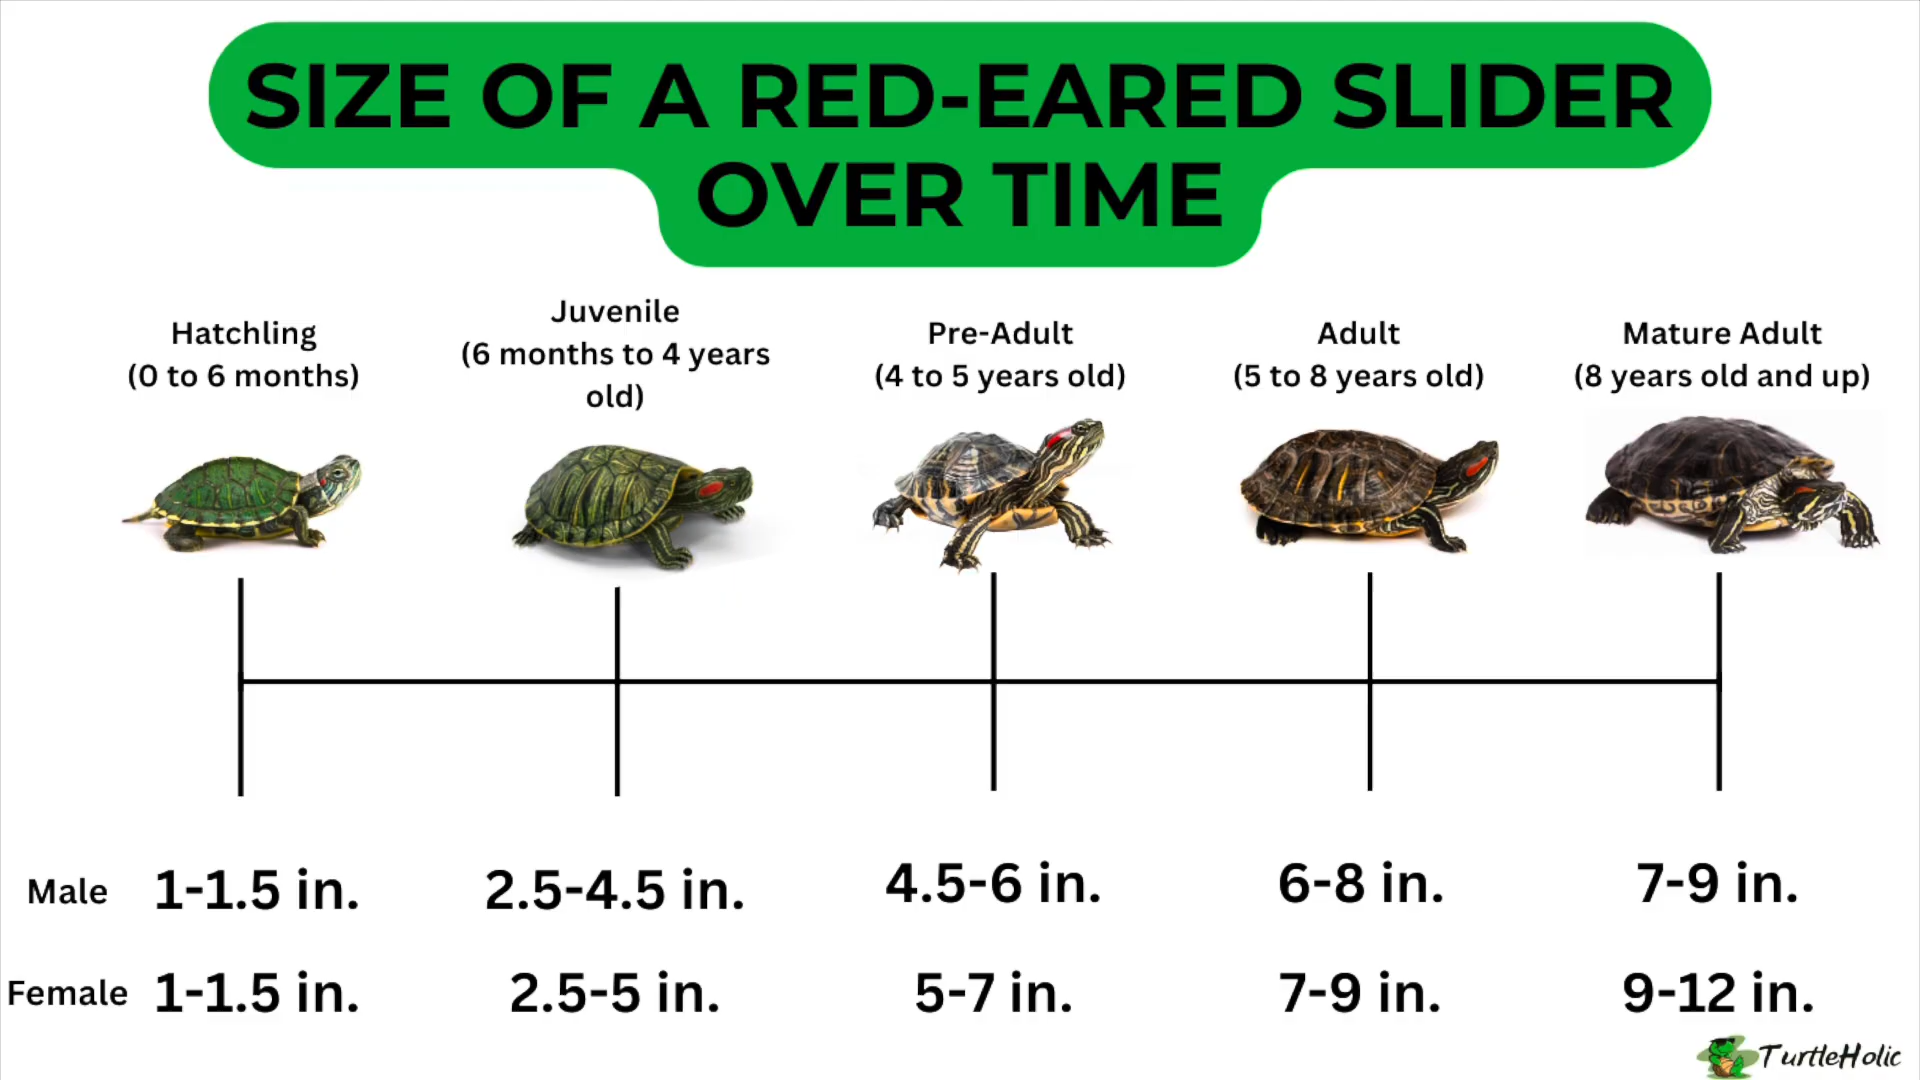 SIZE OF A RED-EARED SLIDER
OVER TIME
Hatchling
(0 to 6 months)
Juvenile
(6 months to 4 years
old)
Pre-Adult
(4 to 5 years old)
Adult
(5 to 8 years old)
Mature Adult
(8 years old and up)
Male 1-1.5 in. 2.5-4.5 in. 4.5-6 in. 6-8 in. 7-9 in.
Female 1-1.5 in. 2.5-5 in. 5-7 in. 7-9 in. 9-12 in.
TurtleHolic